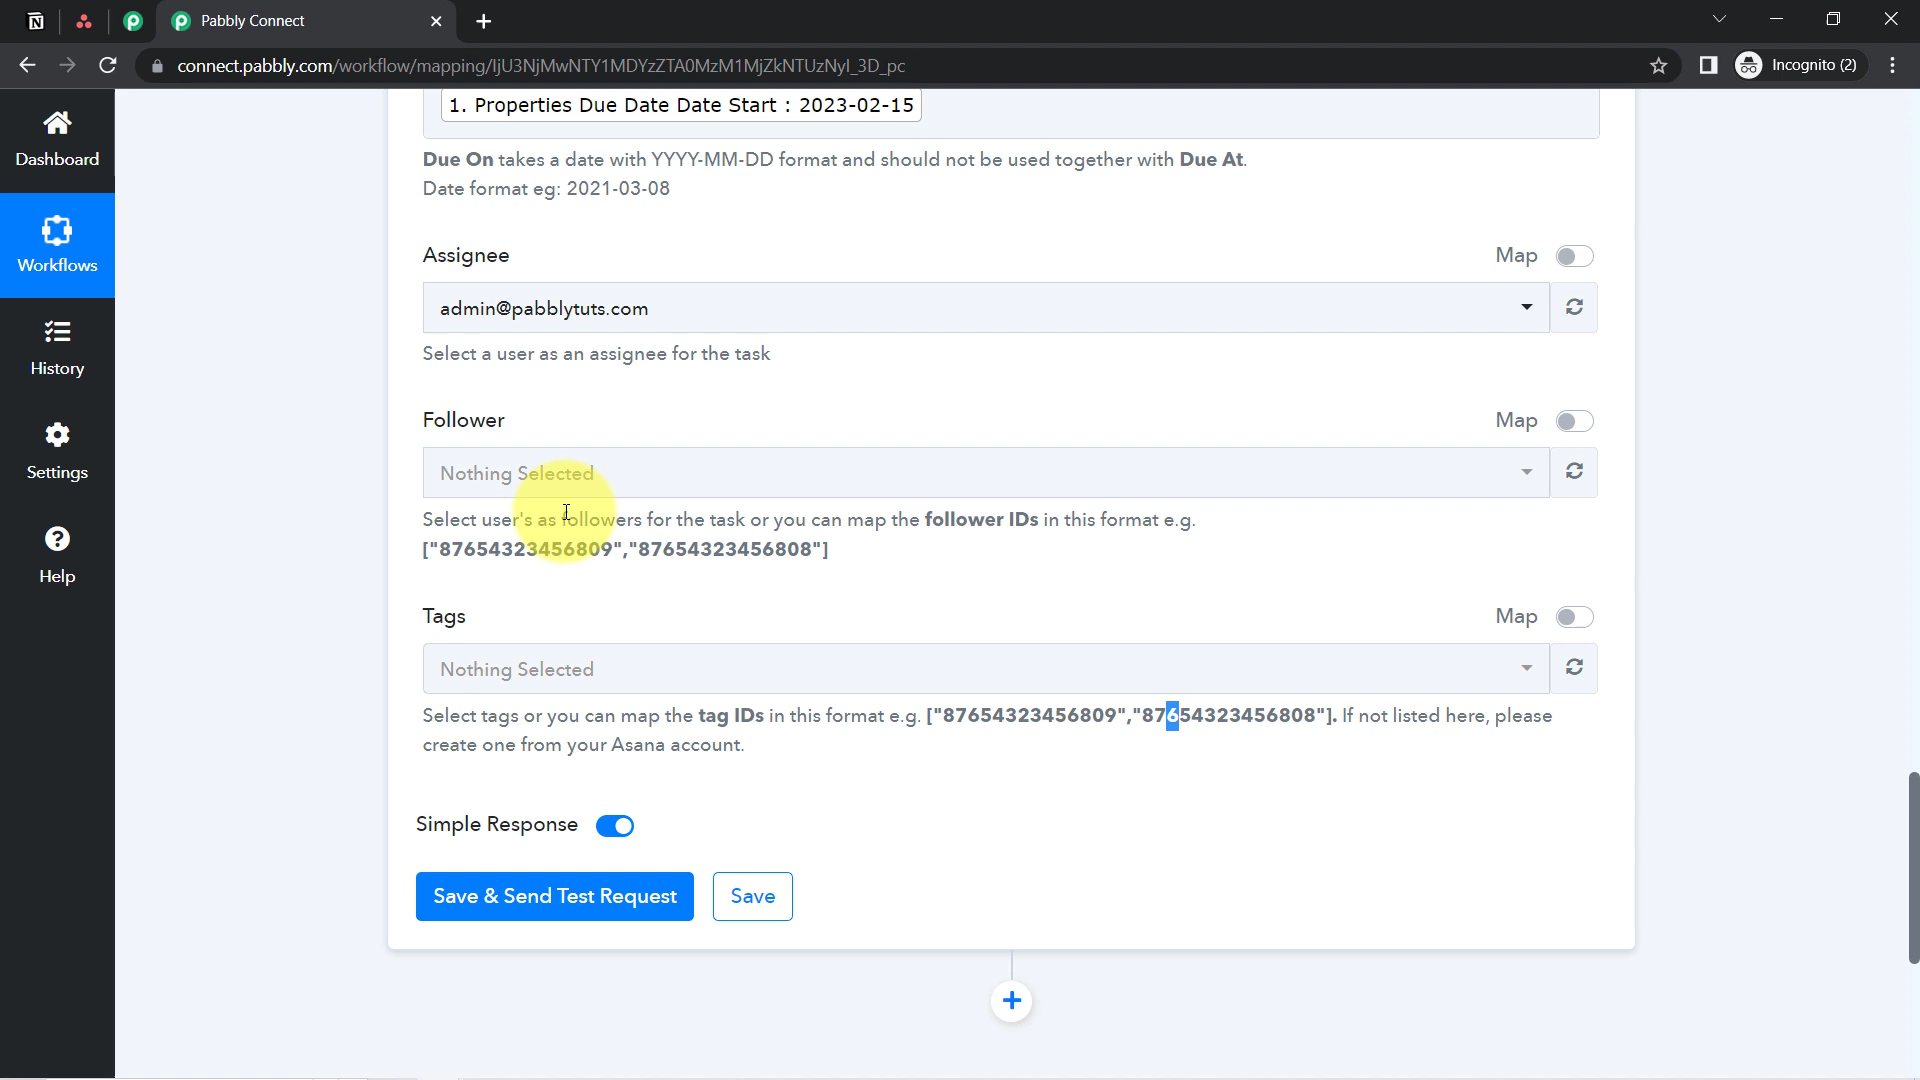 Pabbly Connect
connect.pabbly.com/workflow/mapping/IjU3NjMwNTY1MDYzZTA0MzM1MjZkNTUzNyI_3D_pc
Incognito (2)
Dashboard
Workflows
History
Settings
Help
1. Properties Due Date Date Start : 2023-02-15
Due On takes a date with YYYY-MM-DD format and should not be used together with Due At.
Date format eg: 2021-03-08
Assignee
Map
admin@pabblytuts.com
Select a user as an assignee for the task
Follower
Map
Nothing Selected
Select user's as followers for the task or you can map the follower IDs in this format e.g.
["87654323456809","87654323456808"]
Tags
Map
Nothing Selected
Select tags or you can map the tag IDs in this format e.g. ["87654323456809","87654323456808"]. If not listed here, please
create one from your Asana account.
Simple Response
Save & Send Test Request
Save